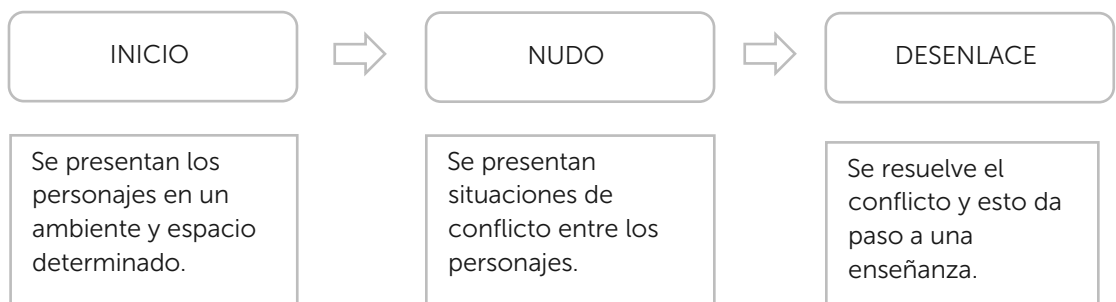 INICIO
NUDO
DESENLACE
Se presentan los
personajes en un
ambiente y espacio
determinado.
Se presentan
situaciones de
conflicto entre los
personajes.
Se resuelve el
conflicto y esto da
paso a una
enseñanza.